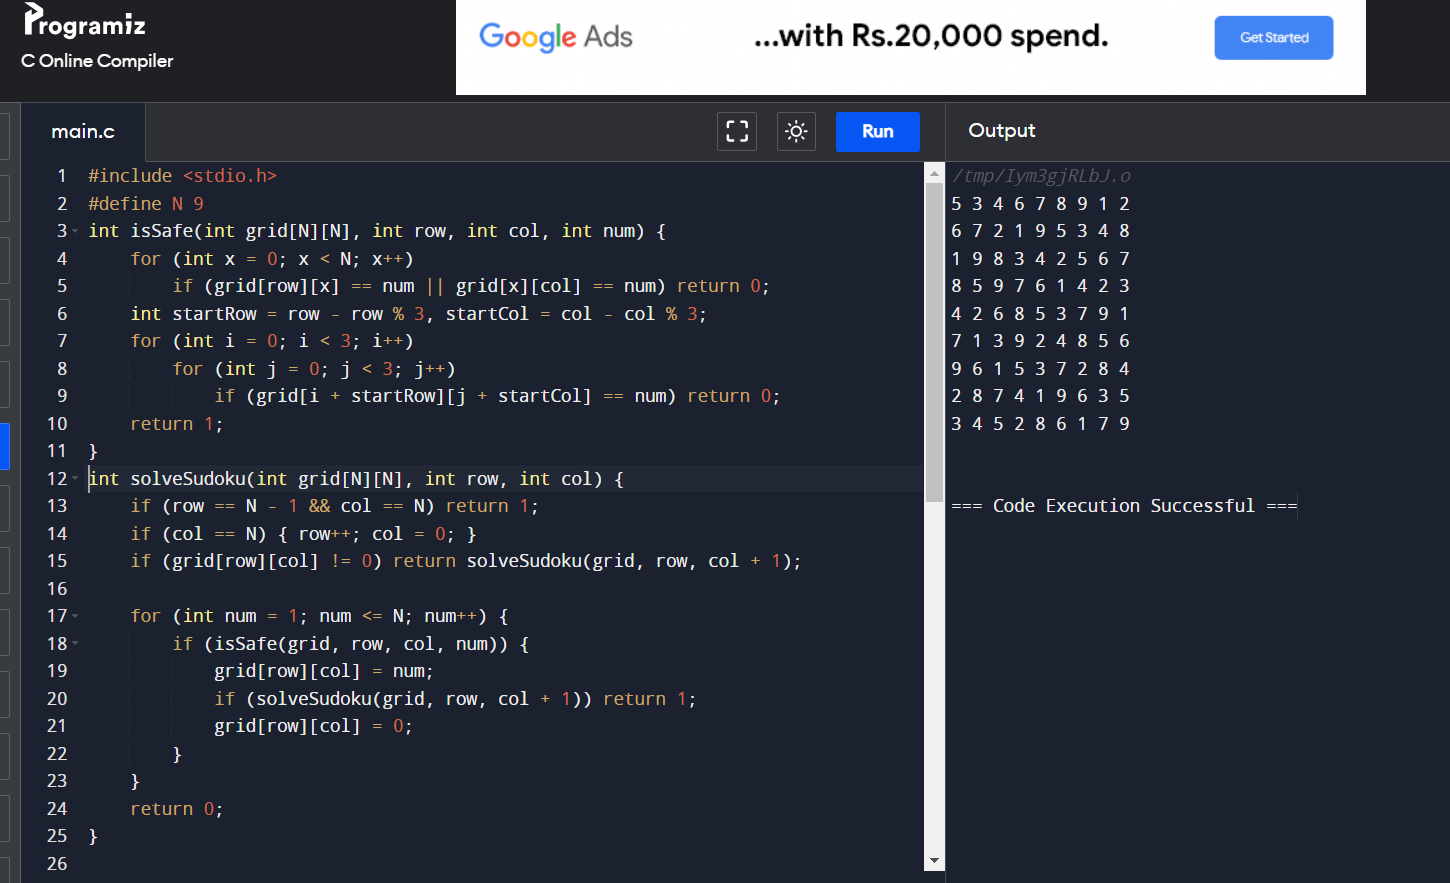 Programiz
C Online Compiler
Google Ads
...with Rs.20,000 spend.
Get Started
main.c
Run
Output
1 #include <stdio.h>
2 #define N 9
3 int isSafe(int grid[N][N], int row, int col, int num) {
4     for (int x = 0; x < N; x++)
5         if (grid[row][x] == num || grid[x][col] == num) return 0;
6     int startRow = row - row % 3, startCol = col - col % 3;
7     for (int i = 0; i < 3; i++)
8         for (int j = 0; j < 3; j++)
9             if (grid[i + startRow][j + startCol] == num) return 0;
10     return 1;
11 }
12 int solveSudoku(int grid[N][N], int row, int col) {
13     if (row == N - 1 && col == N) return 1;
14     if (col == N) { row++; col = 0; }
15     if (grid[row][col] != 0) return solveSudoku(grid, row, col + 1);
16
17     for (int num = 1; num <= N; num++) {
18         if (isSafe(grid, row, col, num)) {
19             grid[row][col] = num;
20             if (solveSudoku(grid, row, col + 1)) return 1;
21             grid[row][col] = 0;
22         }
23     }
24     return 0;
25 }
26
/tmp/Iym3gjRLbJ.o
5 3 4 6 7 8 9 1 2
6 7 2 1 9 5 3 4 8
1 9 8 3 4 2 5 6 7
8 5 9 7 6 1 4 2 3
4 2 6 8 5 3 7 9 1
7 1 3 9 2 4 8 5 6
9 6 1 5 3 7 2 8 4
2 8 7 4 1 9 6 3 5
3 4 5 2 8 6 1 7 9
=== Code Execution Successful ===